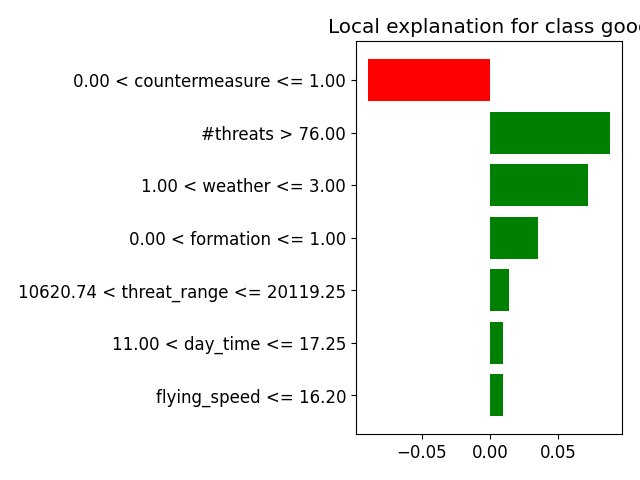 Local explanation for class good
0.00 < countermeasure <= 1.00
#threats > 76.00
1.00 < weather <= 3.00
0.00 < formation <= 1.00
10620.74 < threat_range <= 20119.25
11.00 < day_time <= 17.25
flying_speed <= 16.20
−0.05 0.00 0.05